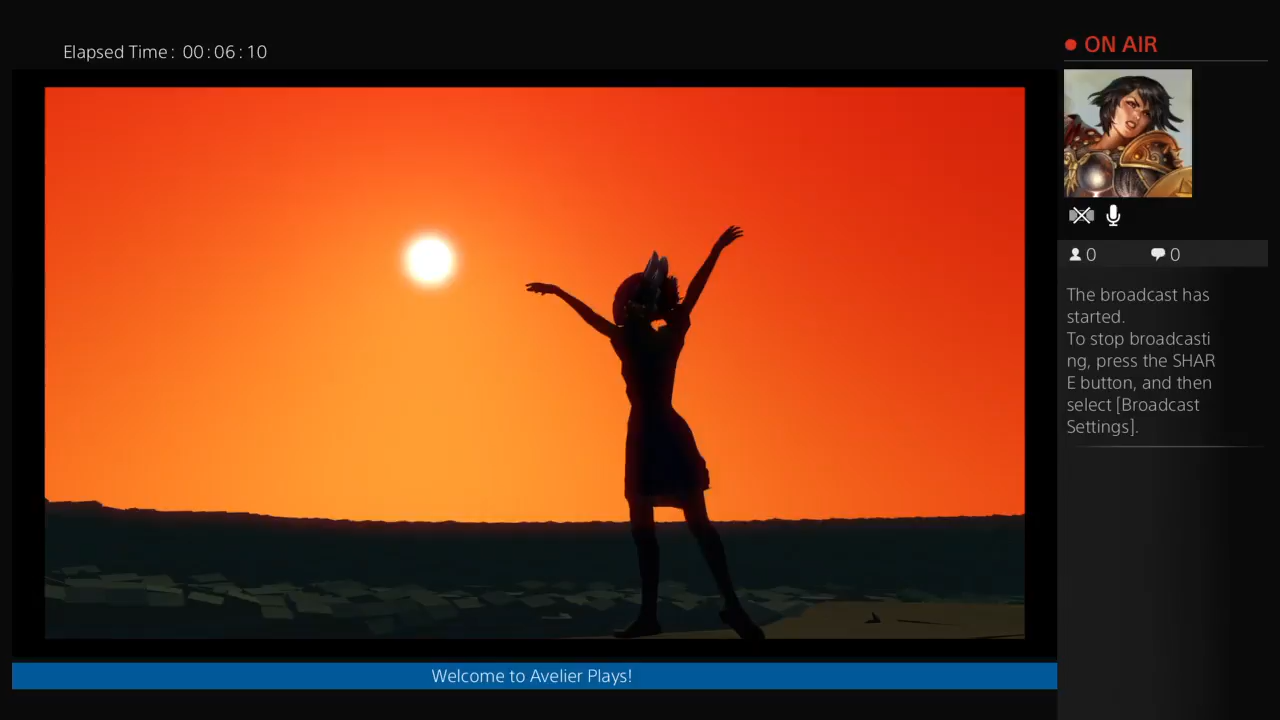 Elapsed Time: 00:06:10
ON AIR
0 0
The broadcast has
started.
To stop broadcasti
ng, press the SHAR
E button, and then
select [Broadcast
Settings].
Welcome to Avelier Plays!